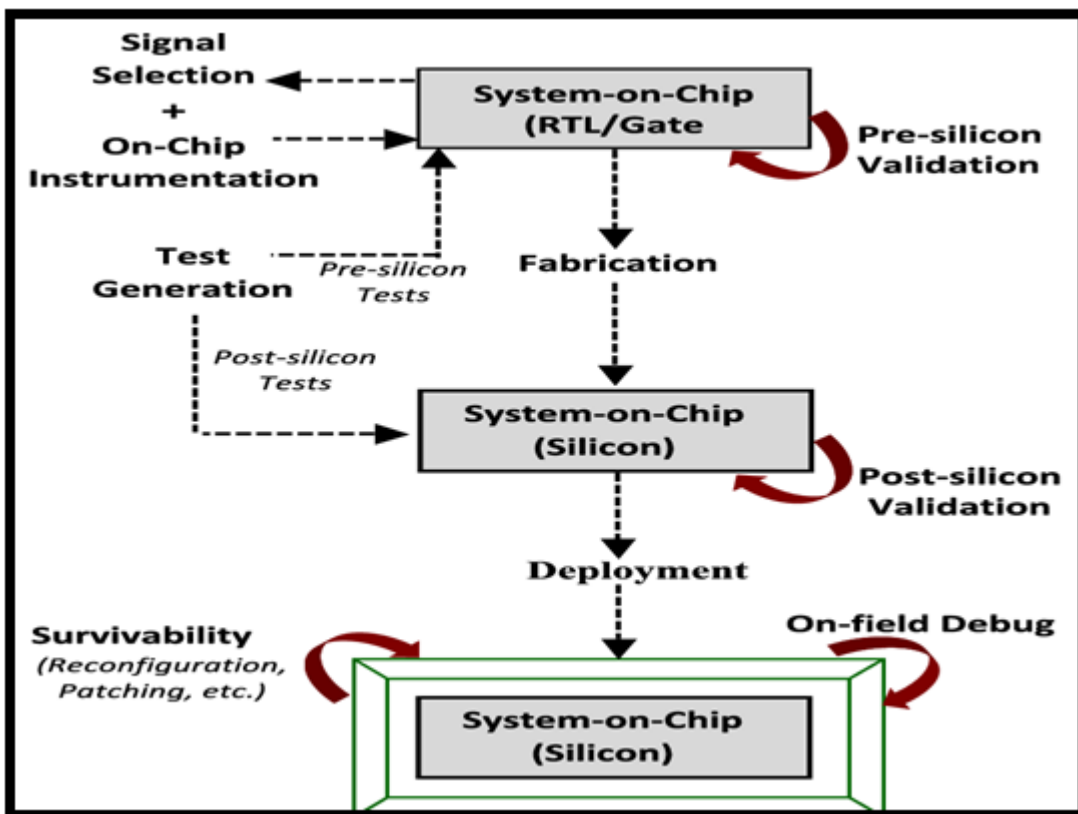 Signal
Selection
+
On-Chip
Instrumentation
System-on-Chip
(RTL/Gate
Pre-silicon
Validation
Test
Generation
Pre-silicon
Tests
Fabrication
Post-silicon
Tests
System-on-Chip
(Silicon)
Post-silicon
Validation
Deployment
Survivability
(Reconfiguration,
Patching, etc.)
On-field Debug
System-on-Chip
(Silicon)